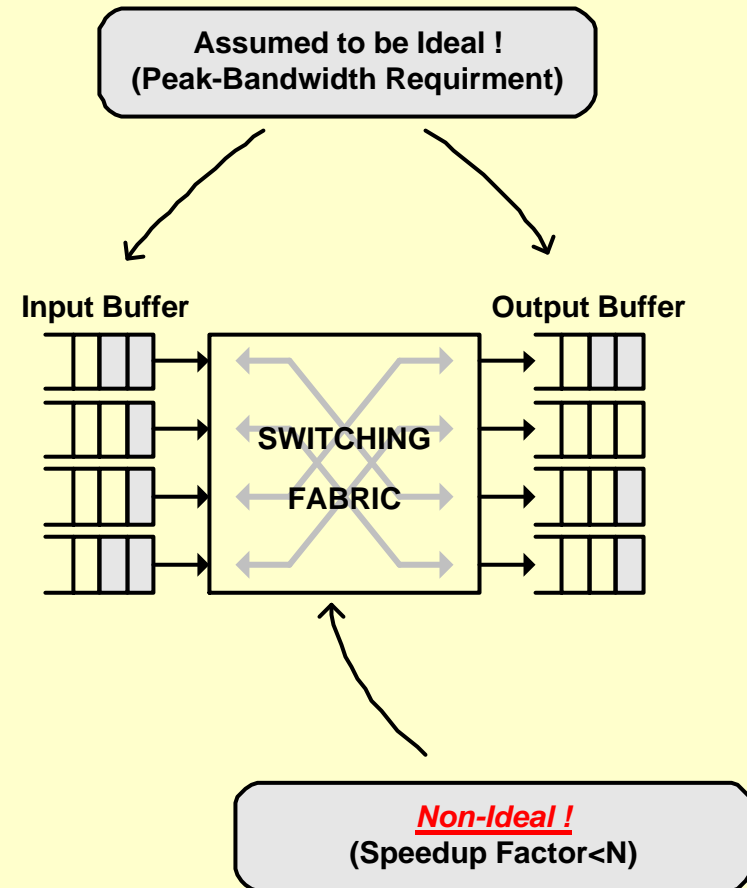 Assumed to be Ideal !
(Peak-Bandwidth Requirment)
Input Buffer
Output Buffer
SWITCHING
FABRIC
Non-Ideal !
(Speedup Factor<N)